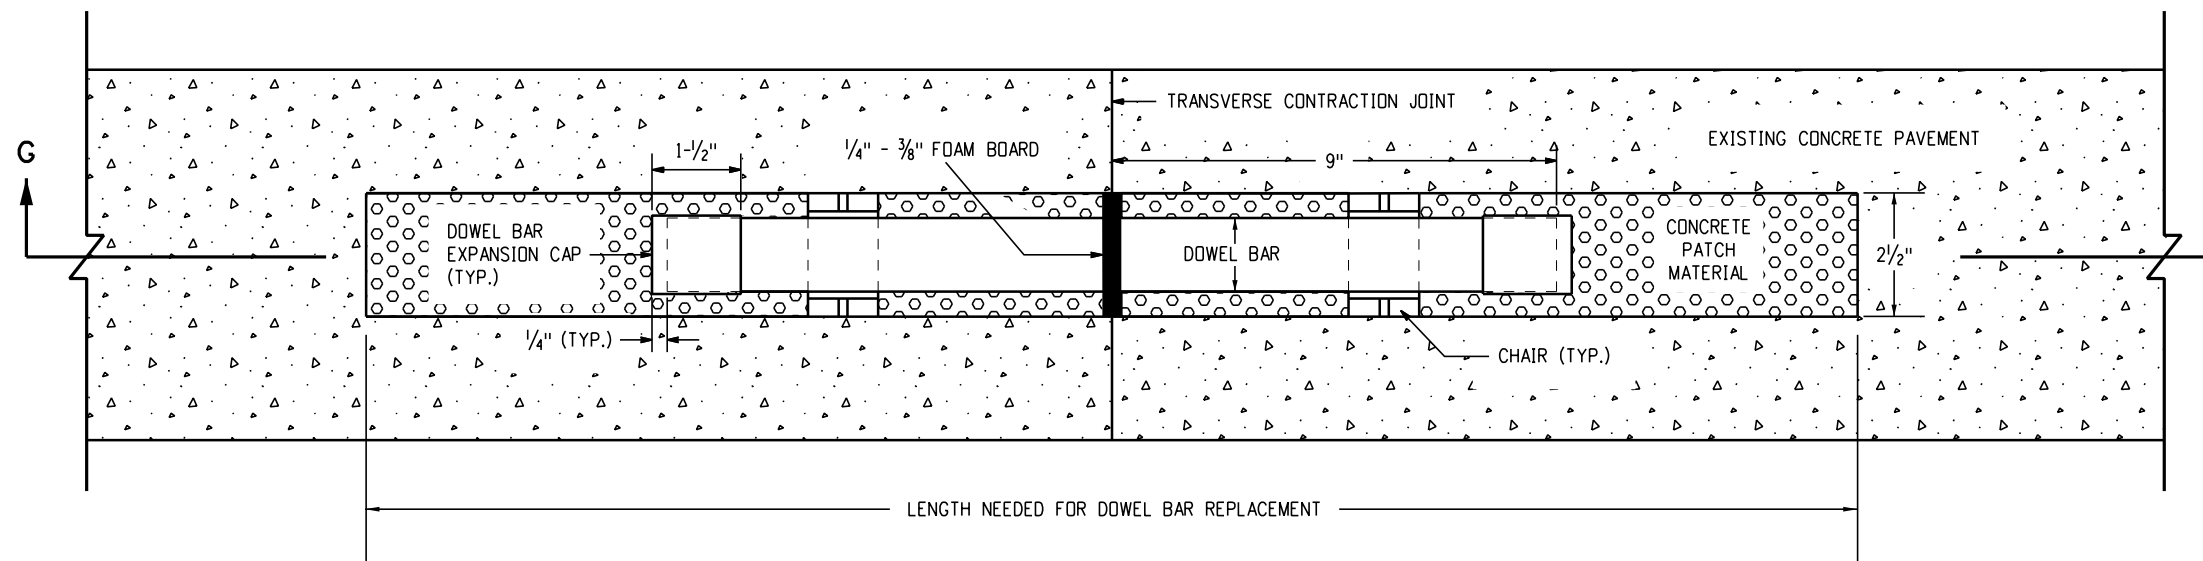 TRANSVERSE CONTRACTION JOINT
EXISTING CONCRETE PAVEMENT
G
1-1/2"
1/4" - 3/8" FOAM BOARD
9"
DOWEL BAR
EXPANSION CAP
(TYP.)
DOWEL BAR
CONCRETE
PATCH
MATERIAL
2 1/2"
1/4" (TYP.)
CHAIR (TYP.)
LENGTH NEEDED FOR DOWEL BAR REPLACEMENT